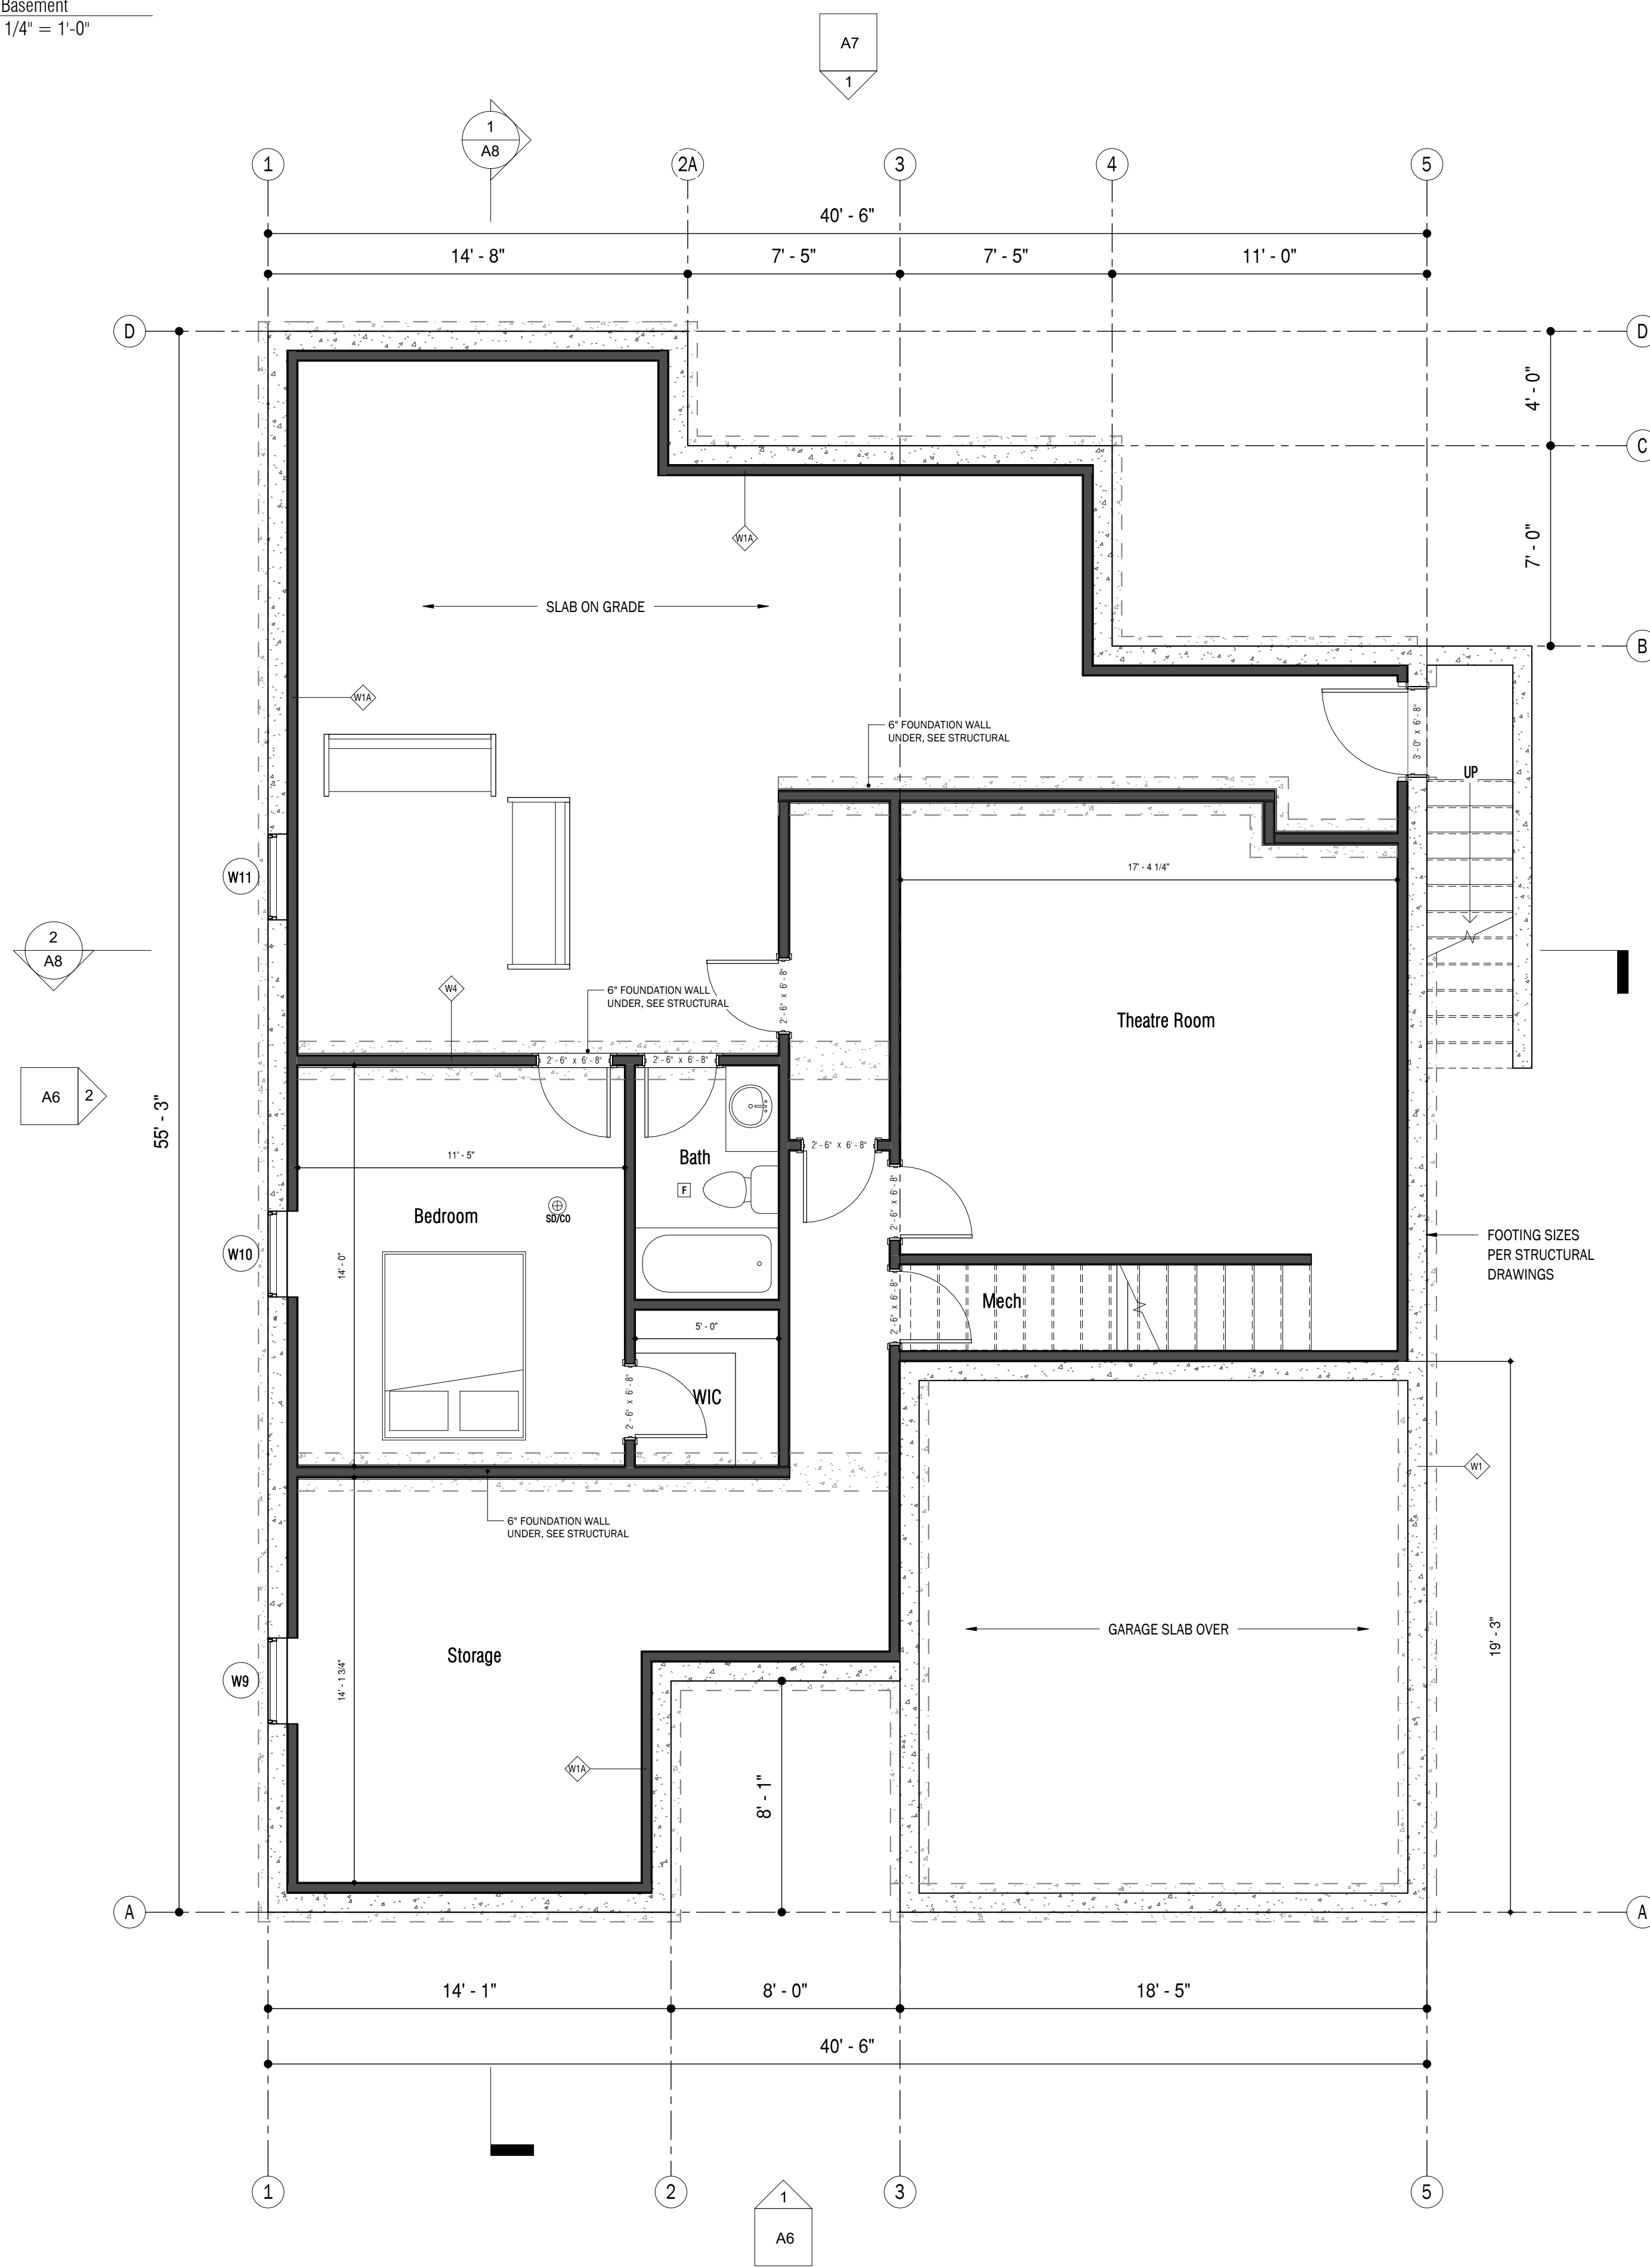 Basement
1/4" = 1'-0"
A7
1
1
A8
1
2A
3
4
5
40' - 6"
14' - 8"
7' - 5"
7' - 5"
11' - 0"
D
D
4' - 0"
C
7' - 0"
B
W1A
SLAB ON GRADE
W1A
6" FOUNDATION WALL
UNDER, SEE STRUCTURAL
3' - 0" x 6' - 8"
UP
W11
17' - 4 1/4"
2
A8
W4
6" FOUNDATION WALL
UNDER, SEE STRUCTURAL
2' - 6" x 6' - 8"
Theatre Room
2' - 6" x 6' - 8"
2' - 6" x 6' - 8"
A6
2
55' - 3"
11' - 5"
Bath
2' - 6" x 6' - 8"
F
2' - 6" x 6' - 8"
Bedroom
SD/CO
W10
14' - 0"
FOOTING SIZES
PER STRUCTURAL
DRAWINGS
Mech
2' - 6" x 6' - 8"
5' - 0"
2' - 6" x 6' - 8"
WIC
W1
6" FOUNDATION WALL
UNDER, SEE STRUCTURAL
GARAGE SLAB OVER
19' - 3"
Storage
W9
14' - 1 3/4"
W1A
8' - 1"
A
A
14' - 1"
8' - 0"
18' - 5"
40' - 6"
1
2
3
5
1
A6